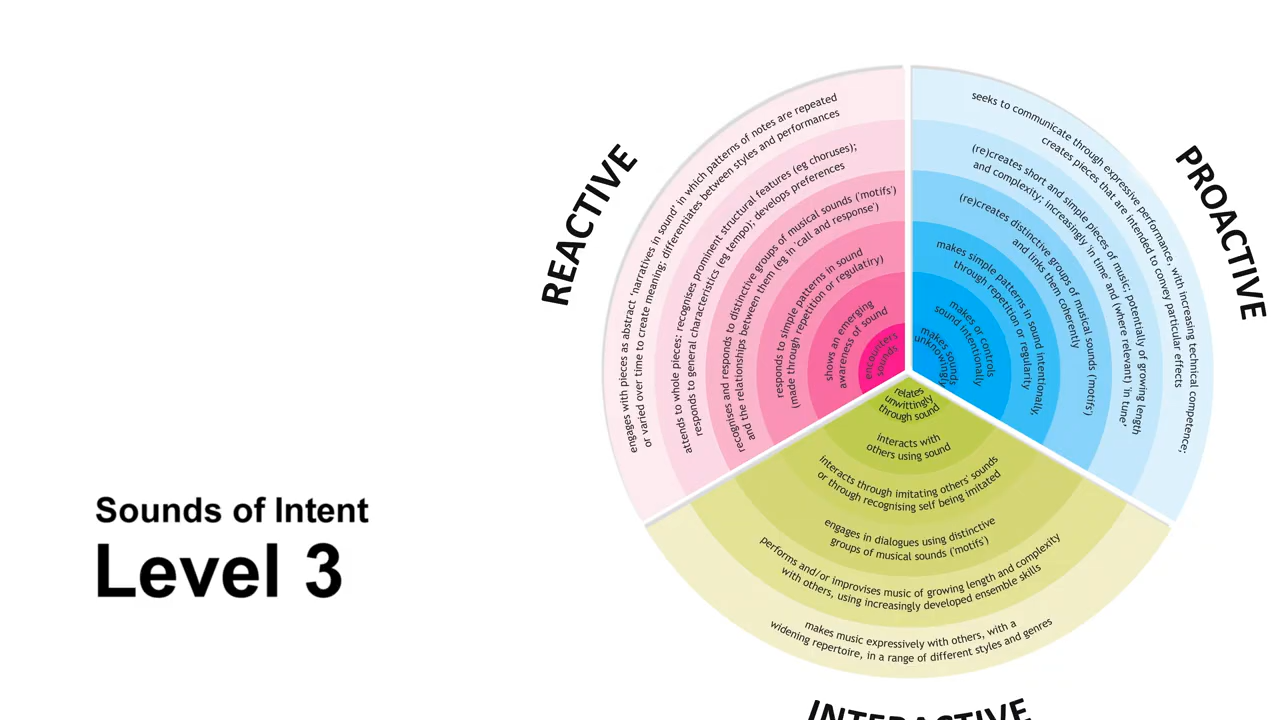 Sounds of Intent
Level 3
REACTIVE
engages with pieces as abstract ‘narratives in sound’ in which patterns of notes are repeated
or varied over time to create meaning; differentiates between styles and performances
attends to whole pieces; recognises prominent structural features (eg choruses);
responds to general characteristics (eg tempo); develops preferences
recognises and responds to distinctive groups of musical sounds ('motifs')
and the relationships between them (eg in 'call and response')
responds to simple patterns in sound
(made through repetition or regulatiry)
shows an emerging
awareness of sound
encounters
sounds
PROACTIVE
seeks to communicate through expressive performance, with increasing technical competence;
creates pieces that are intended to convey particular effects
(re)creates short and simple pieces of music; potentially of growing length
and complexity; increasingly 'in time' and (where relevant) 'in tune'
(re)creates distinctive groups of musical sounds ('motifs')
and links them coherently
makes simple patterns in sound intentionally,
through repetition or regularity
makes or controls
sound intentionally
makes sounds
unknowingly
relates
unwittingly
through sound
interacts with
others using sound
interacts through imitating others' sounds
or through recognising self being imitated
engages in dialogues using distinctive
groups of musical sounds ('motifs')
performs and/or improvises music of growing length and complexity
with others, using increasingly developed ensemble skills
makes music expressively with others, with a
widening repertoire, in a range of different styles and genres
INTERACTIVE